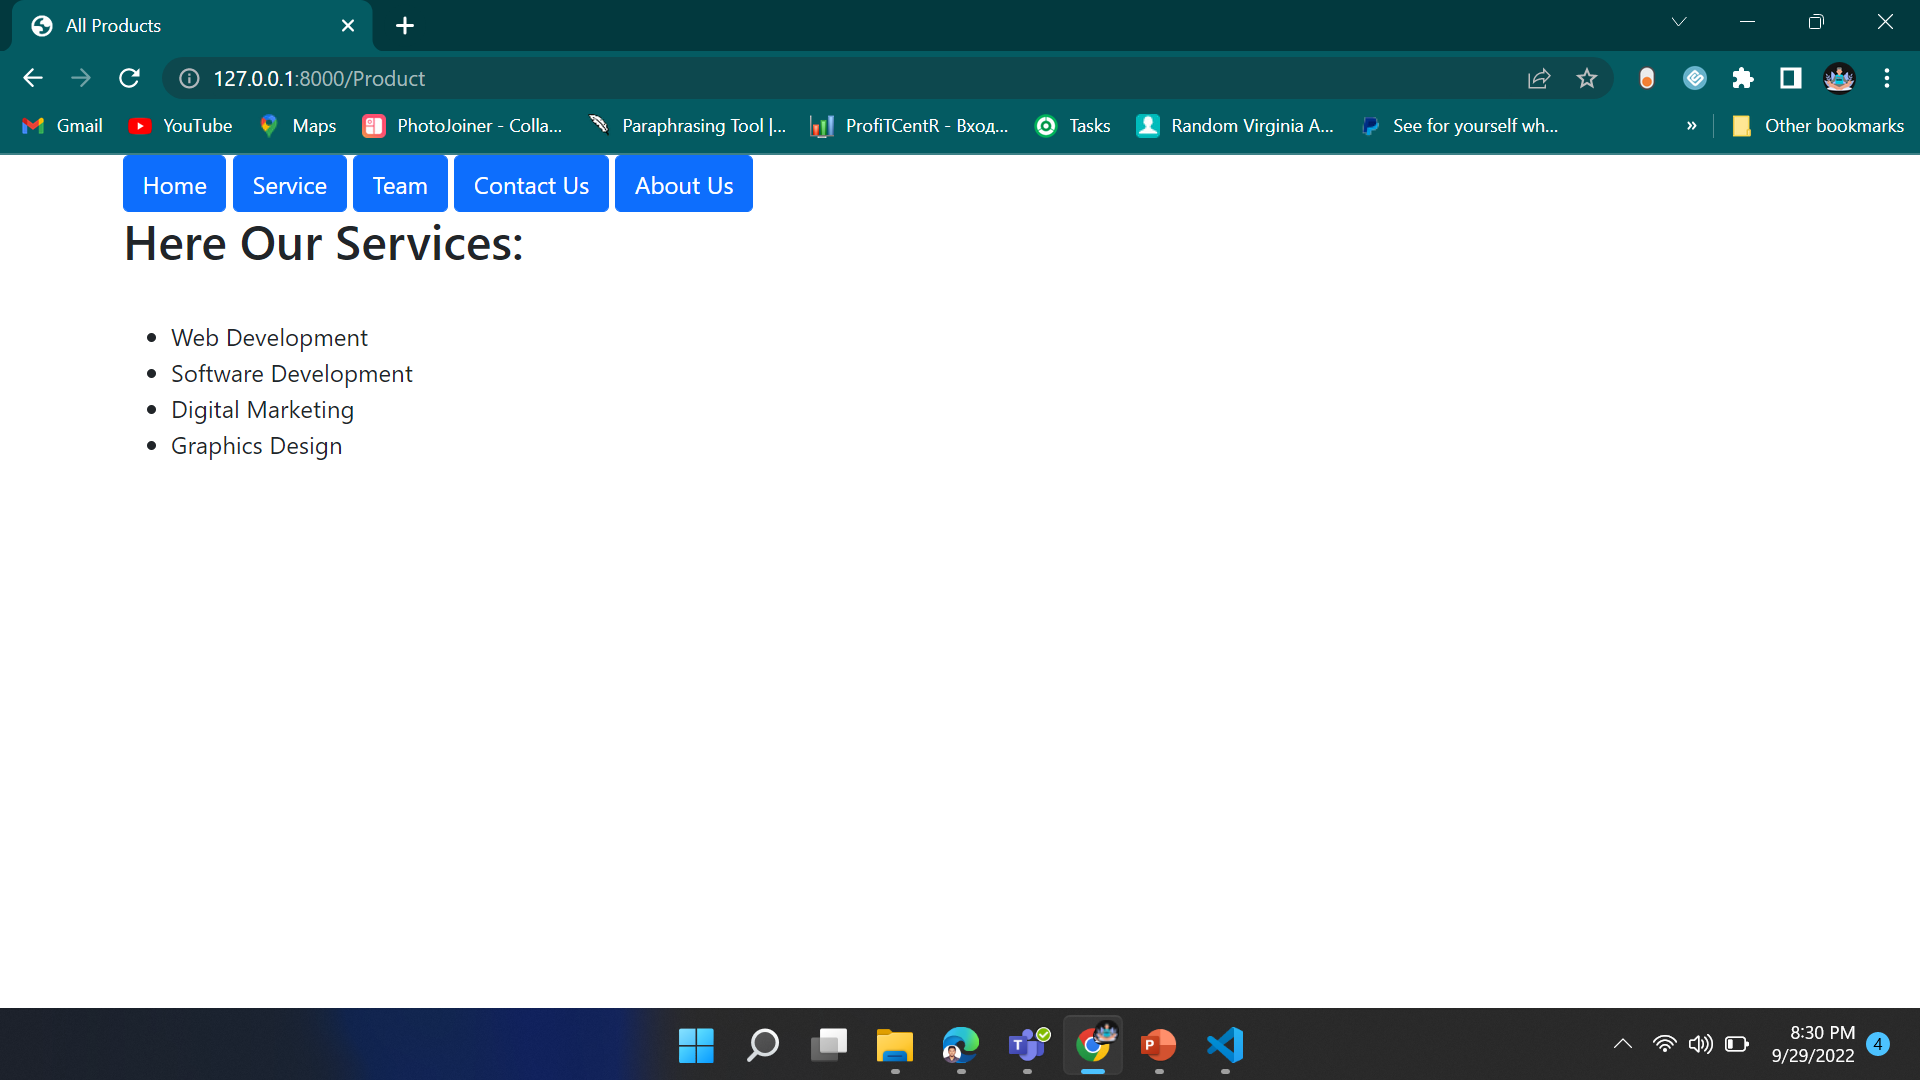 All Products
127.0.0.1:8000/Product
Gmail YouTube Maps PhotoJoiner - Colla... Paraphrasing Tool |... ProfiTCentR - Вход... Tasks Random Virginia A... See for yourself wh... » Other bookmarks
Home Service Team Contact Us About Us
Here Our Services:
• Web Development
• Software Development
• Digital Marketing
• Graphics Design
8:30 PM
9/29/2022 4